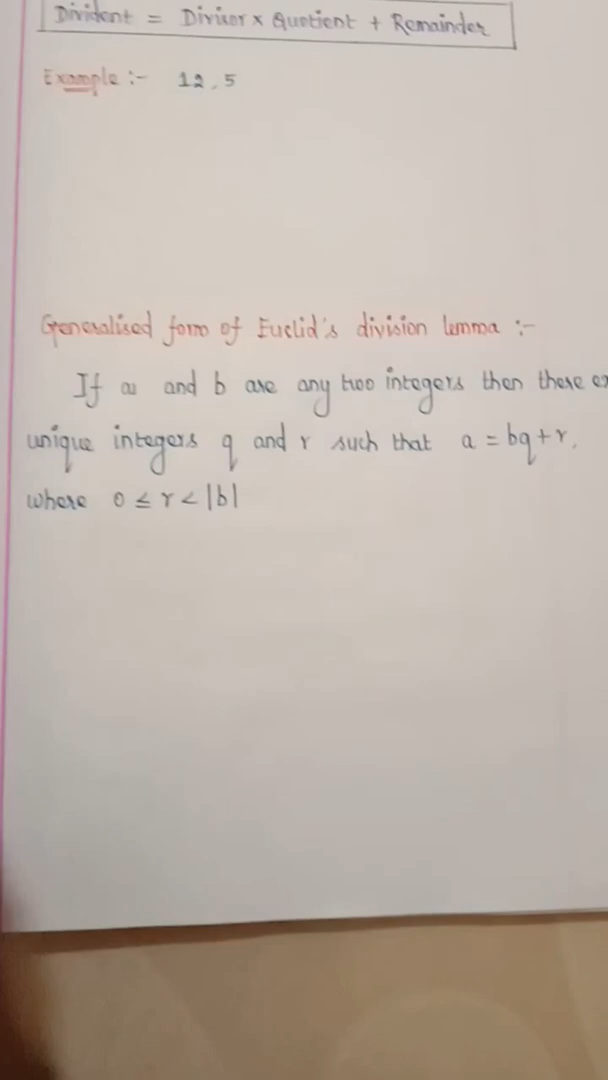 Divident = Divisor x Quotient + Remainder
Example :- 12, 5
Generalised form of Euclid's division lemma :-
If a and b are any two integers then there
unique integers q and r such that a = bq + r,
where 0 ≤ r < |b|